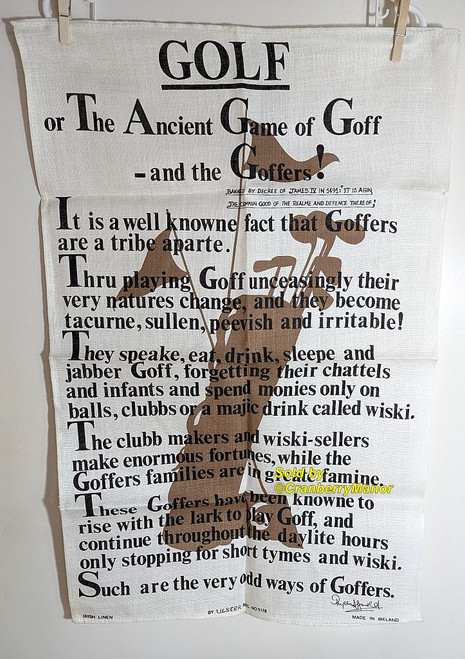 GOLF
or The Ancient Game of Goff
- and the Goffers!
BANNED BY DECREE OF JAMES IV IN 1491: 'IT IS AGIN
THE COMMON GOOD OF THE REALME AND DEFENCE THEREOF!
It is a well knowne fact that Goffers
are a tribe aparte.
Thru playing Goff unceasingly their
very natures change, and they become
tacurne, sullen, peevish and irritable!
They speake, eat, drink, sleepe and
jabber Goff, forgetting their chattels
and infants and spend monies only on
balls, clubbs or a majic drink called wiski.
The clubb makers and wiski-sellers
make enormous fortunes, while the
Goffers families are in greate famine.
Sold by
©CranberryManor
These Goffers have been knowne to
rise with the lark to play Goff, and
continue throughout the daylite hours
only stopping for short tymes and wiski.
Such are the very odd ways of Goffers.
IRISH LINEN
BY ULSTER
MADE IN IRELAND